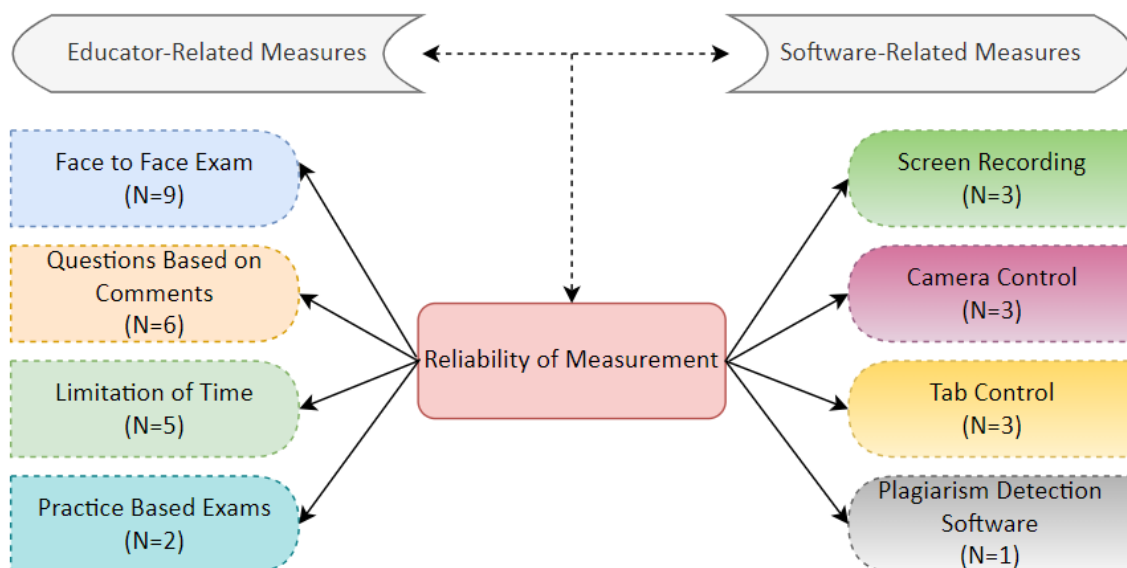 Educator-Related Measures
Software-Related Measures
Face to Face Exam
(N=9)
Questions Based on
Comments
(N=6)
Limitation of Time
(N=5)
Practice Based Exams
(N=2)
Reliability of Measurement
Screen Recording
(N=3)
Camera Control
(N=3)
Tab Control
(N=3)
Plagiarism Detection
Software
(N=1)